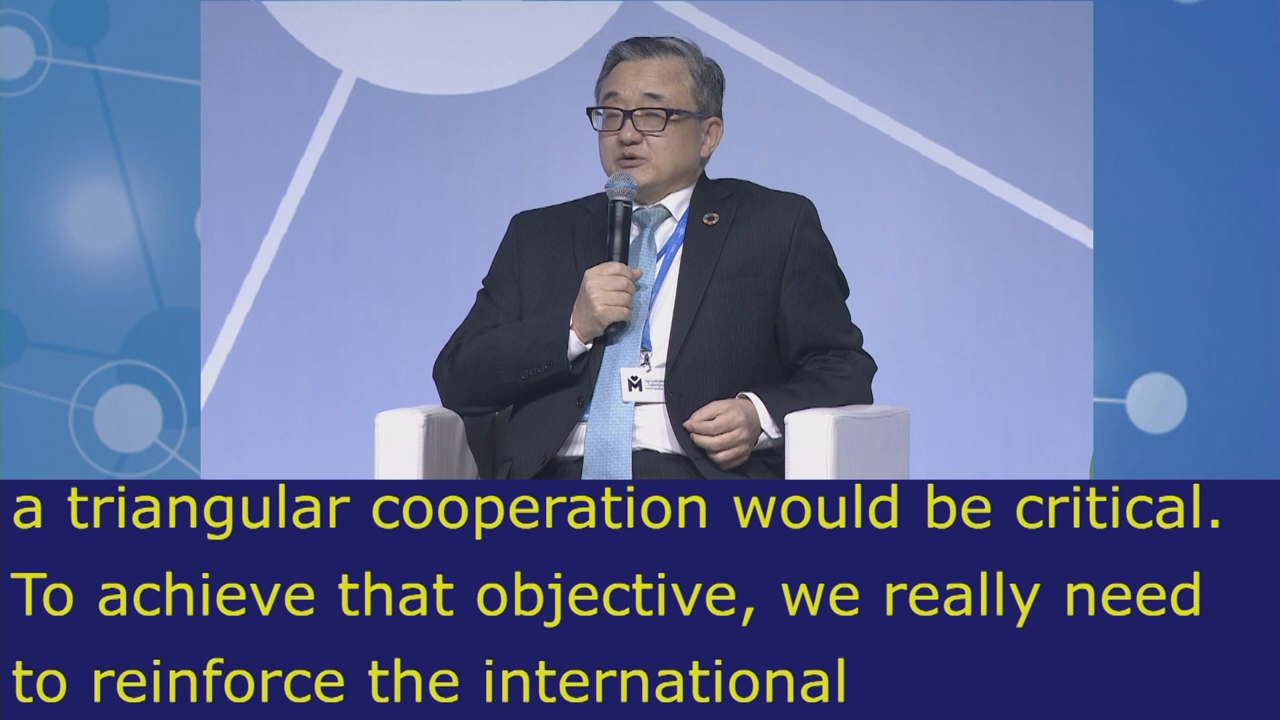 M
a triangular cooperation would be critical.
To achieve that objective, we really need
to reinforce the international